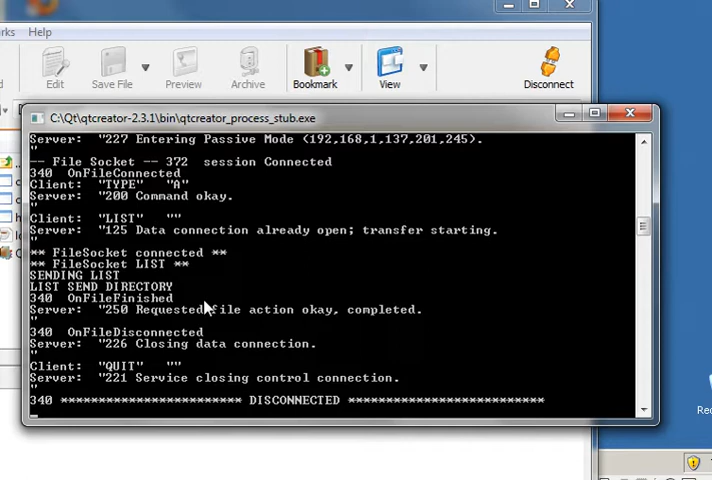 rks Help
Edit Save File Preview Archive Bookmark View Disconnect
C:\Qt\qtcreator-2.3.1\bin\qtcreator_process_stub.exe
Server: "227 Entering Passive Mode (192,168,1,137,201,245).
"
-- File Socket -- 372 session Connected
340 OnFileConnected
Client: "TYPE" "A"
Server: "200 Command okay.
"
Client: "LIST" ""
Server: "125 Data connection already open; transfer starting.
"
** FileSocket connected **
** FileSocket LIST **
SENDING LIST
LIST SEND DIRECTORY
340 OnFileFinished
Server: "250 Requested file action okay, completed.
"
340 OnFileDisconnected
Server: "226 Closing data connection.
"
Client: "QUIT" ""
Server: "221 Service closing control connection.
"
340 ************************ DISCONNECTED **************************
Rec